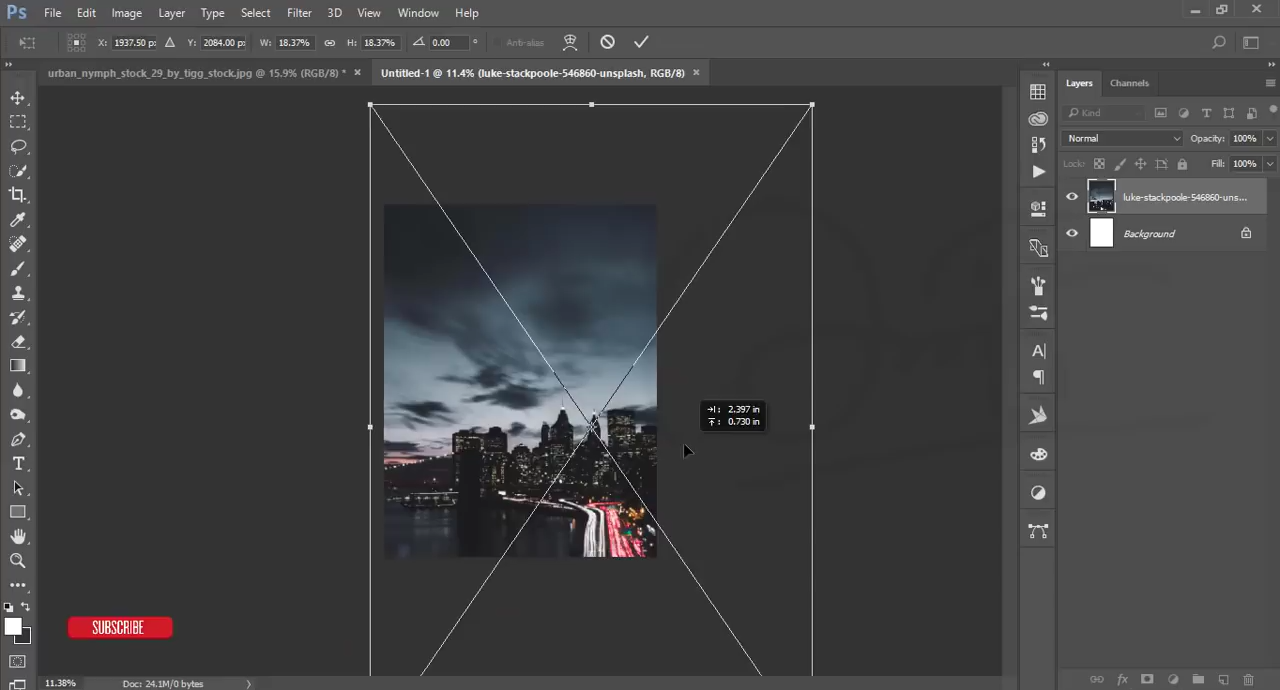 Ps File Edit Image Layer Type Select Filter 3D View Window Help
X: 1937.50 p: Y: 2084.00 p: W: 18.37% H: 18.37% 0.00 ° Anti-alias
urban_nymph_stock_29_by_tigg_stock.jpg @ 15.9% (RGB/8) * × Untitled-1 @ 11.4% (luke-stackpoole-546860-unsplash, RGB/8) ×
Layers Channels
Kind
Normal Opacity: 100%
Lock: Fill: 100%
luke-stackpoole-546860-uns...
Background
2.397 in
0.730 in
SUBSCRIBE
11.38% Doc: 24.1M/0 bytes